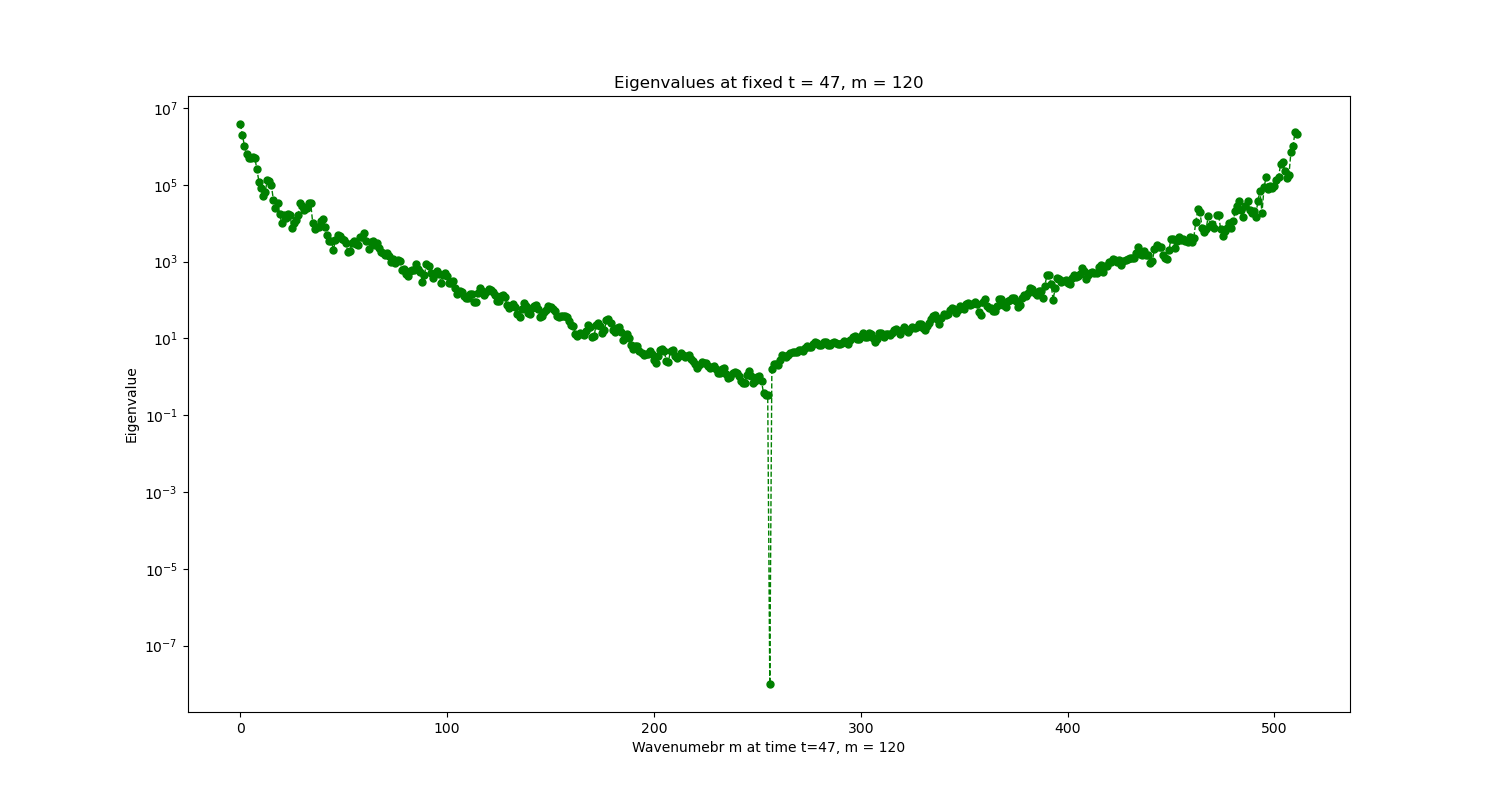 Eigenvalues at fixed t = 47, m = 120
10^7
10^5
10^3
10^1
10^-1
10^-3
10^-5
10^-7
Eigenvalue
0 100 200 300 400 500
Wavenumebr m at time t=47, m = 120